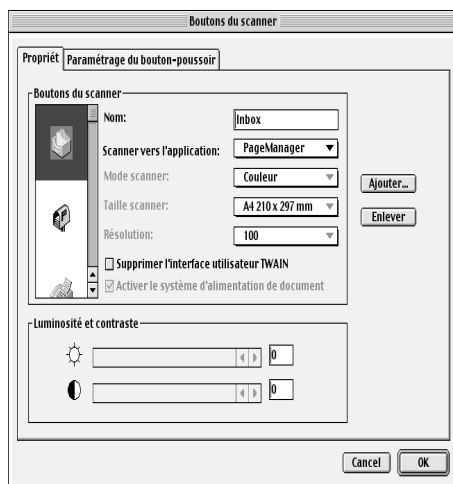 Boutons du scanner
Propriét Paramétrage du bouton-poussoir
Boutons du scanner
Nom: Inbox
Scanner vers l'application: PageManager
Mode scanner: Couleur
Taille scanner: A4 210 x 297 mm
Résolution: 100
Supprimer l'interface utilisateur TWAIN
Activer le système d'alimentation de document
Ajouter...
Enlever
Luminosité et contraste
0
0
Cancel OK